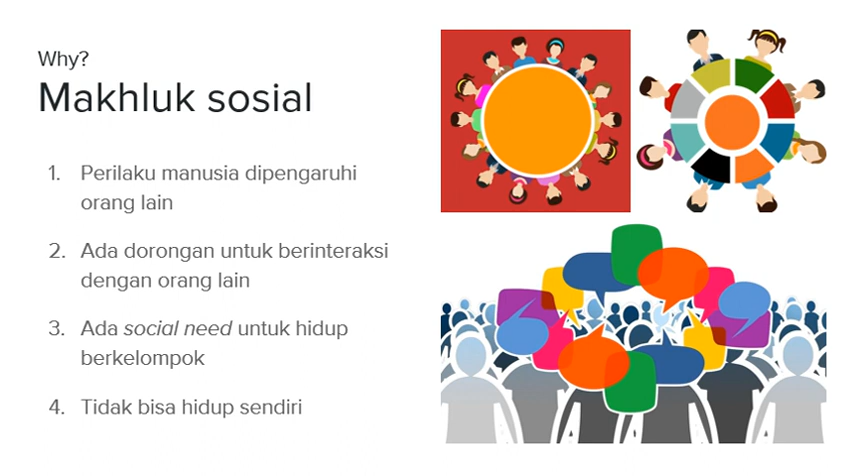 Why?
Makhluk sosial
1. Perilaku manusia dipengaruhi
orang lain
2. Ada dorongan untuk berinteraksi
dengan orang lain
3. Ada social need untuk hidup
berkelompok
4. Tidak bisa hidup sendiri